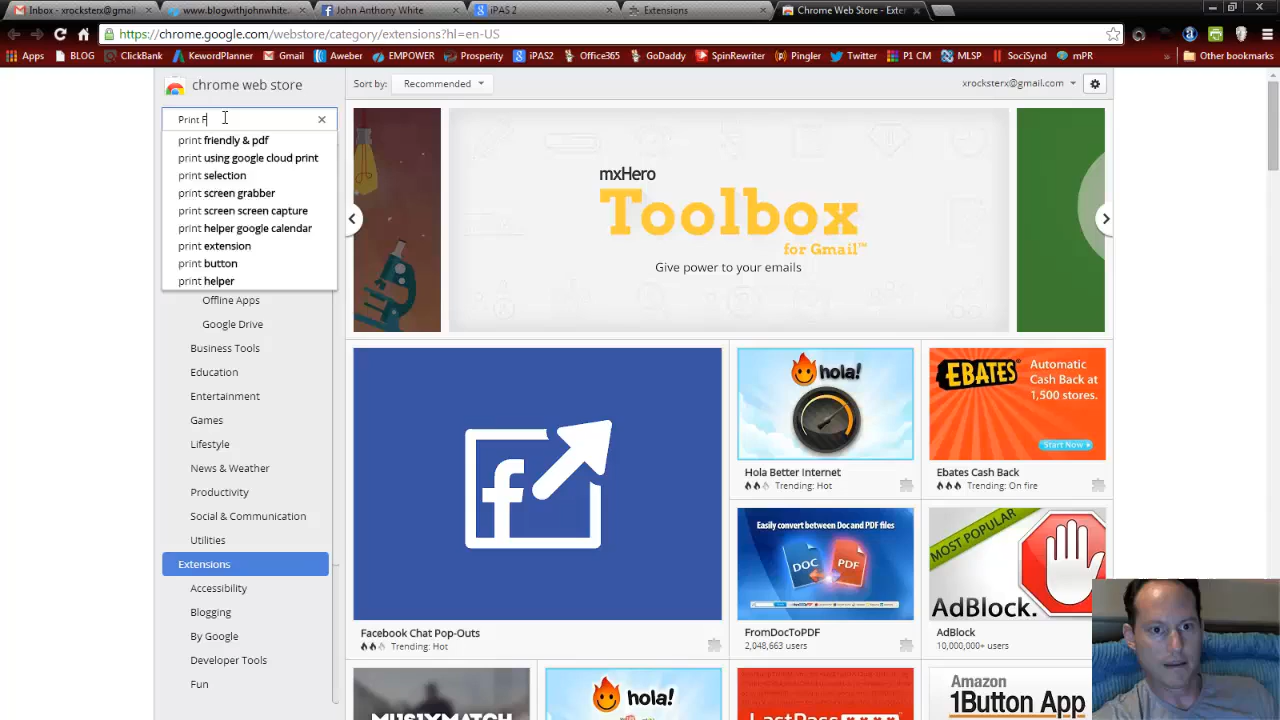 Inbox - xrocksterx@gmail
www.blogwithjohnwhite.
John Anthony White
iPAS 2
Extensions
Chrome Web Store - Exter
https://chrome.google.com/webstore/category/extensions?hl=en-US
Apps
BLOG
ClickBank
KewordPlanner
Gmail
Aweber
EMPOWER
Prosperity
iPAS2
Office365
GoDaddy
SpinRewriter
Pingler
Twitter
P1 CM
MLSP
SociSynd
mPR
»
Other bookmarks
chrome web store
Sort by: Recommended
xrocksterx@gmail.com
Print F
print friendly & pdf
print using google cloud print
print selection
print screen grabber
print screen screen capture
print helper google calendar
print extension
print button
print helper
Offline Apps
Google Drive
Business Tools
Education
Entertainment
Games
Lifestyle
News & Weather
Productivity
Social & Communication
Utilities
Extensions
Accessibility
Blogging
By Google
Developer Tools
Fun
mxHero
Toolbox
for Gmail™
Give power to your emails
Facebook Chat Pop-Outs
Trending: Hot
hola!
Hola Better Internet
Trending: Hot
EBATES
Automatic
Cash Back at
1,500 stores.
Start Now
Ebates Cash Back
Trending: On fire
Easily convert between Doc and PDF files
DOC
PDF
FromDocToPDF
2,048,663 users
MOST POPULAR
AdBlock.
AdBlock
10,000,000+ users
MUSIXMATCH
hola!
LastPass
Amazon
1Button App